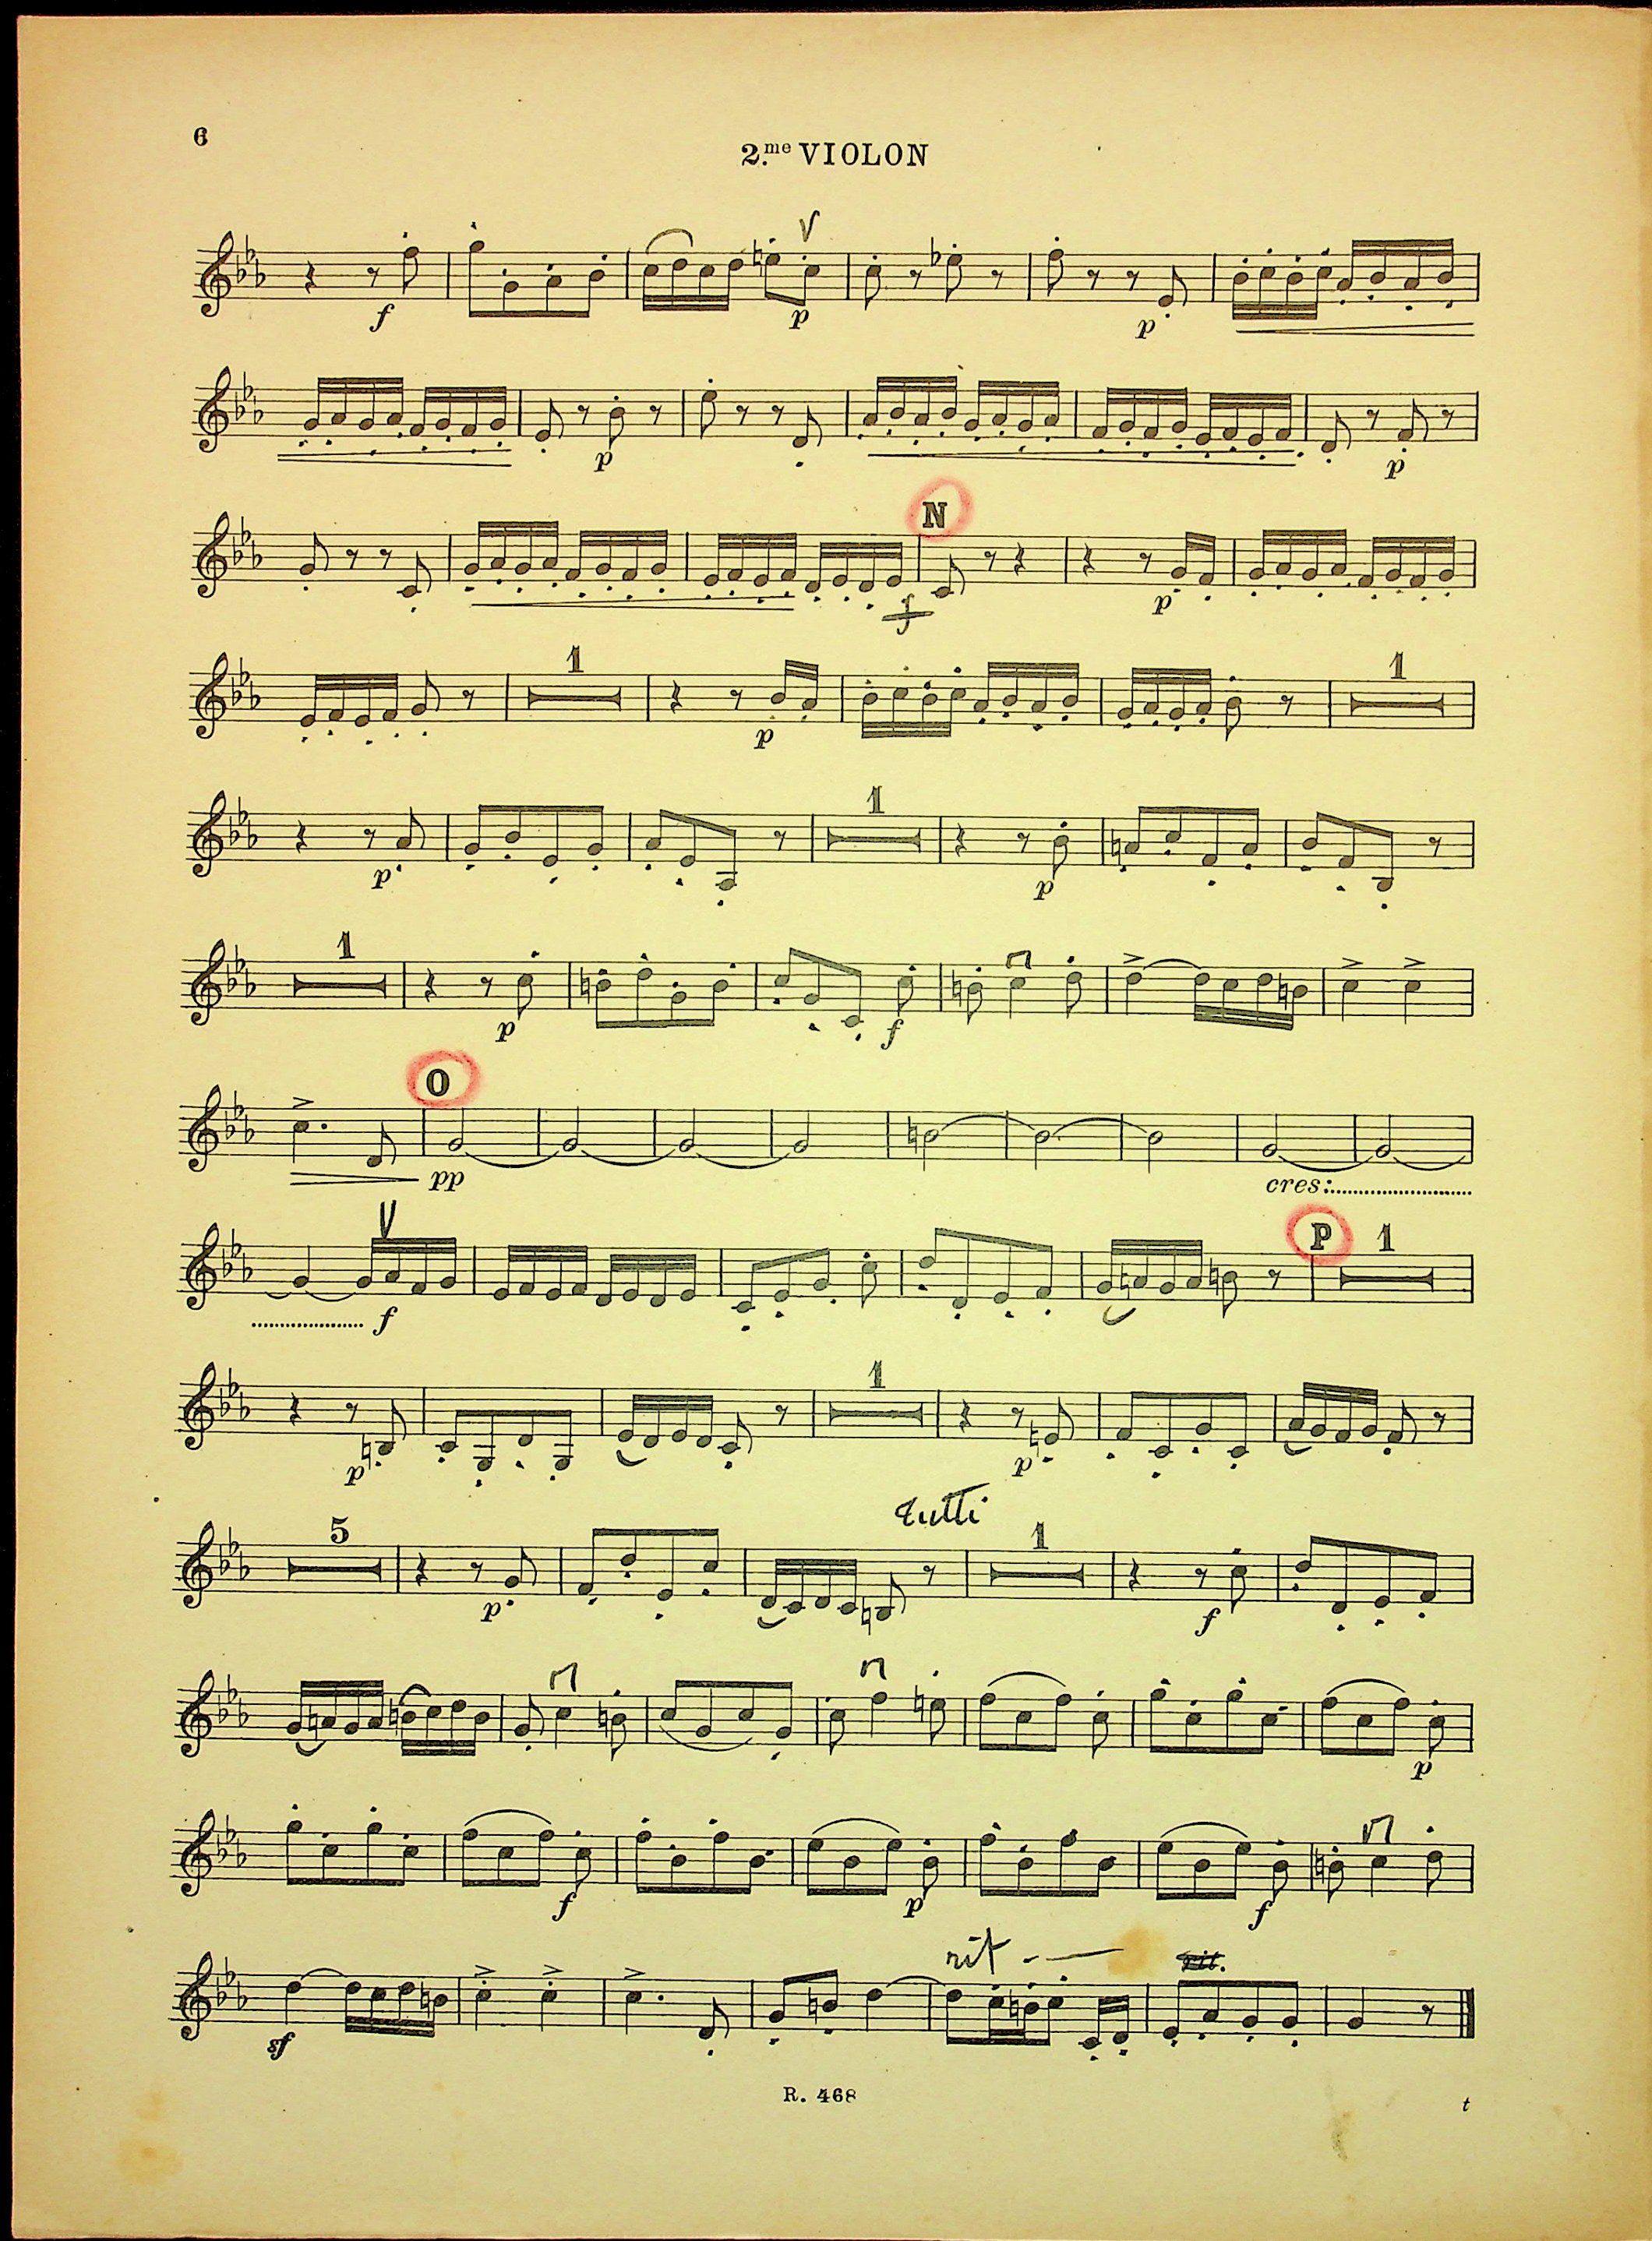 6
2.me VIOLON
f p p
p p
N
f p
1 1
p
1
p p
1
p f
O
pp cres:
P 1
f
1
p p
tutti
5 1
p f
p
f p f
rit - — rit.
sf
R. 468
t